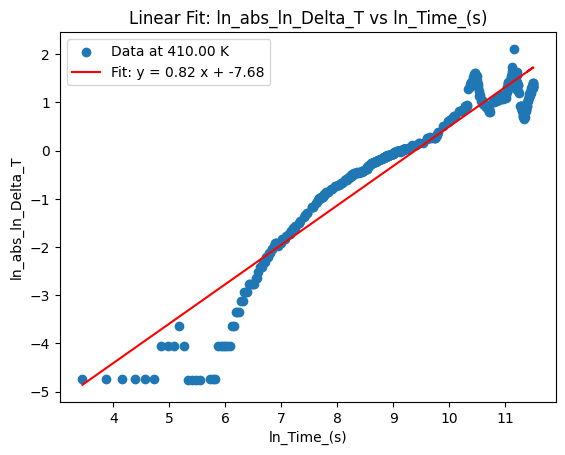 Linear Fit: ln_abs_ln_Delta_T vs ln_Time_(s)
Data at 410.00 K
Fit: y = 0.82 x + -7.68
ln_abs_ln_Delta_T
2
1
0
−1
−2
−3
−4
−5
4 5 6 7 8 9 10 11
ln_Time_(s)